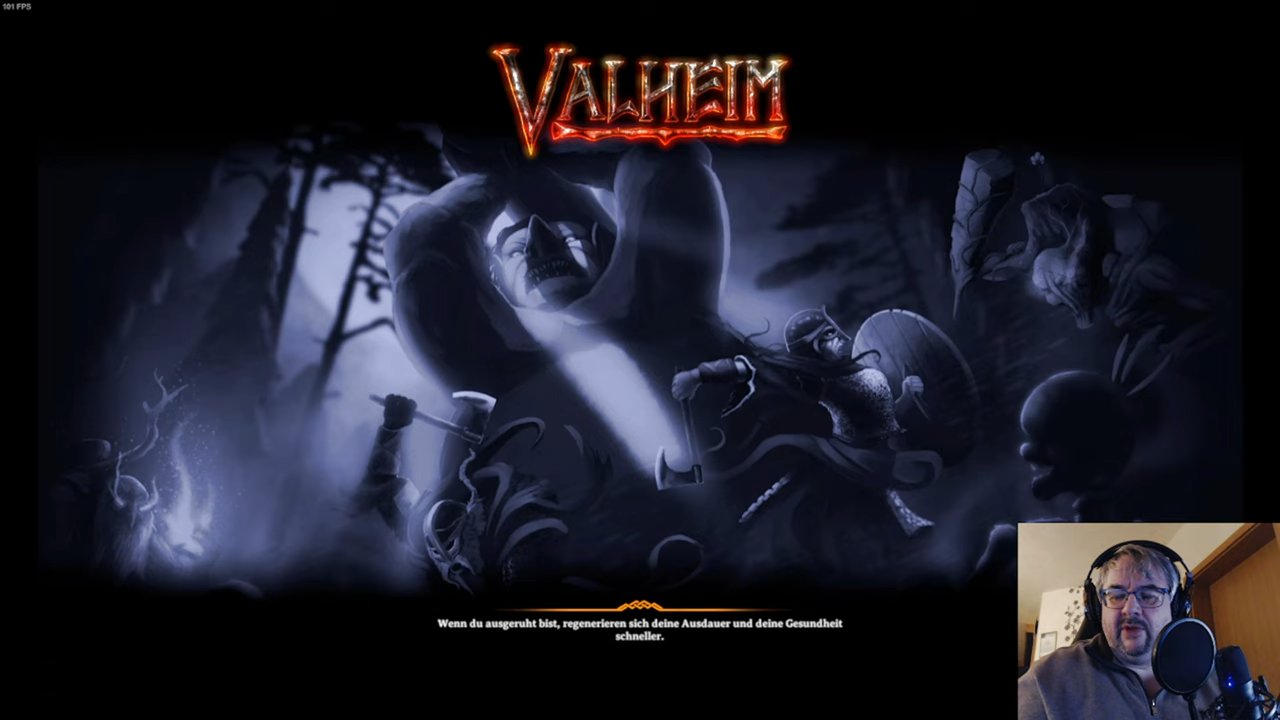 101 FPS
VALHEIM
Wenn du ausgeruht bist, regenerieren sich deine Ausdauer und deine Gesundheit
schneller.